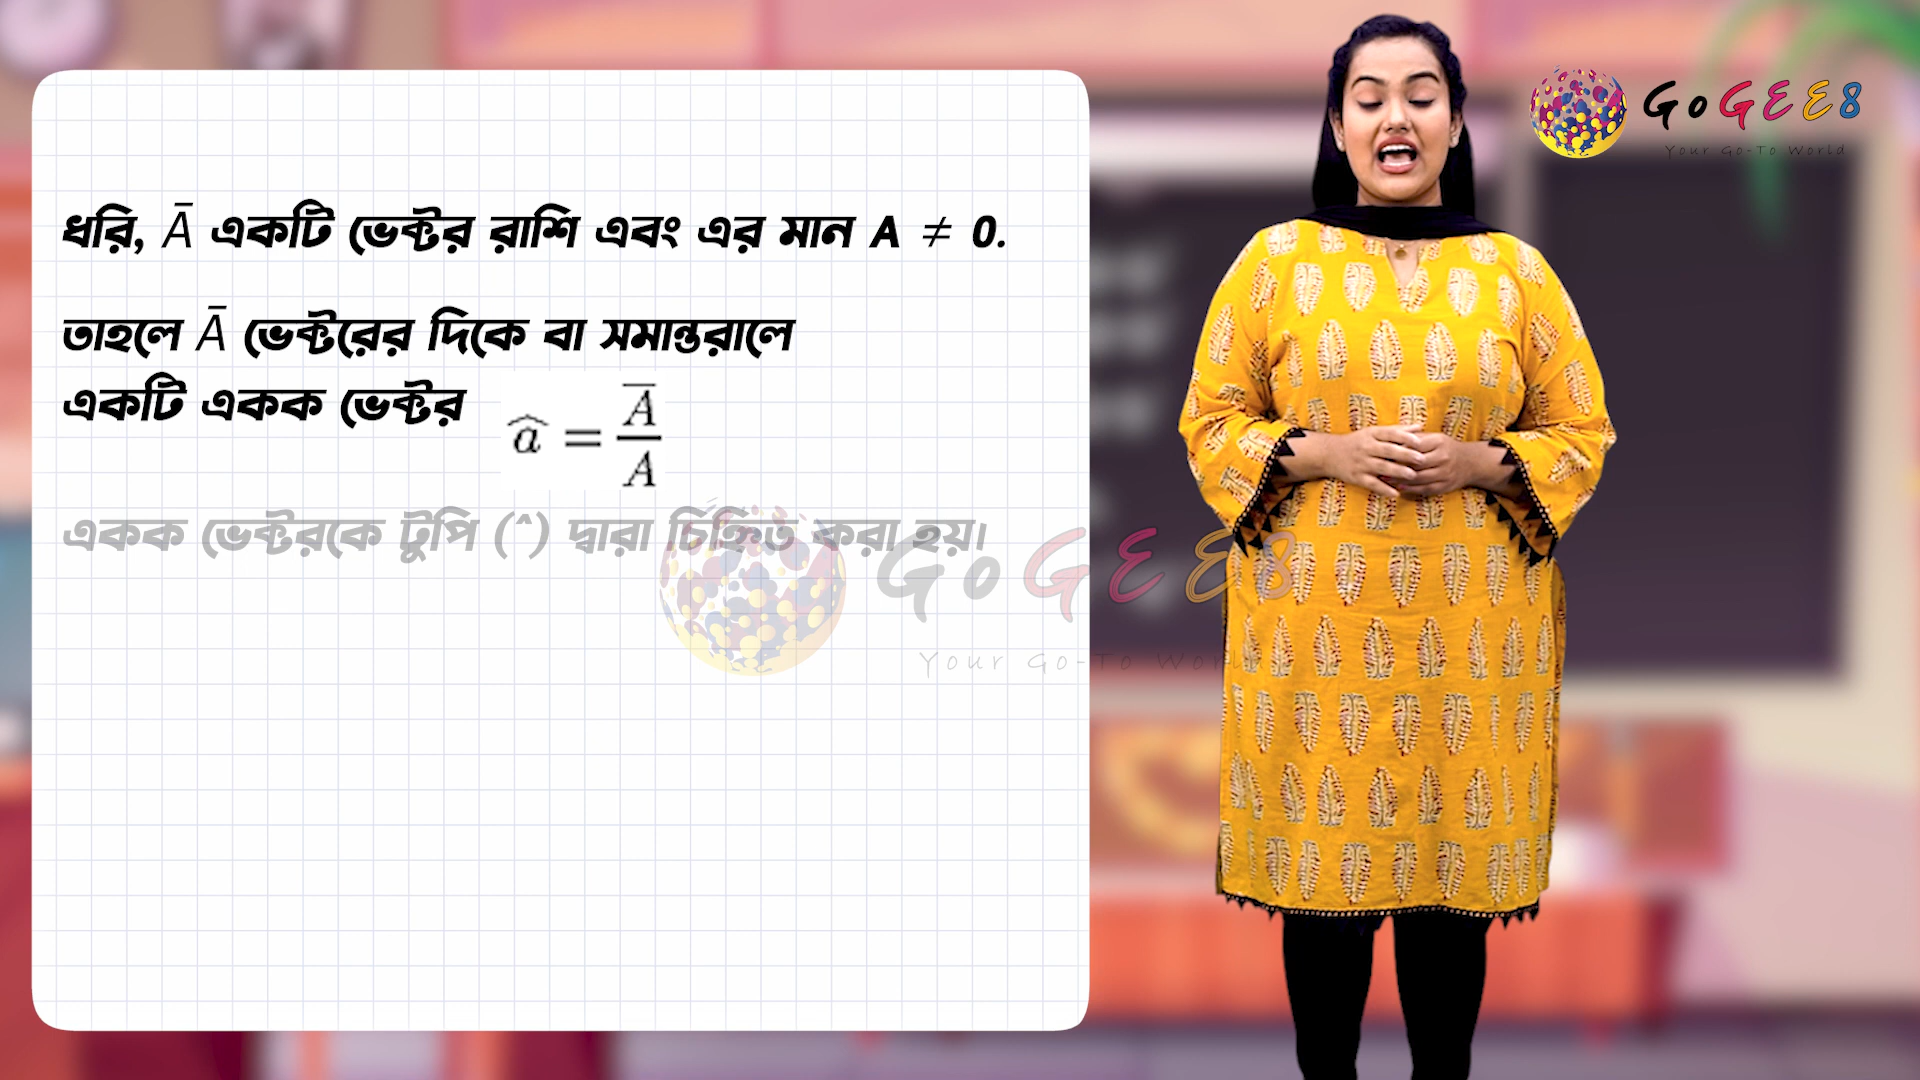 ধরি, Ā একটি ভেক্টর রাশি এবং এর মান A ≠ 0.
তাহলে Ā ভেক্টরের দিকে বা সমান্তরালে
একটি একক ভেক্টর â = Ā / A
একক ভেক্টরকে টুপি (^) দ্বারা চিহ্নিত করা হয়।
GoGEE8
Your Go-To World
GoGEE8
Your Go-To World